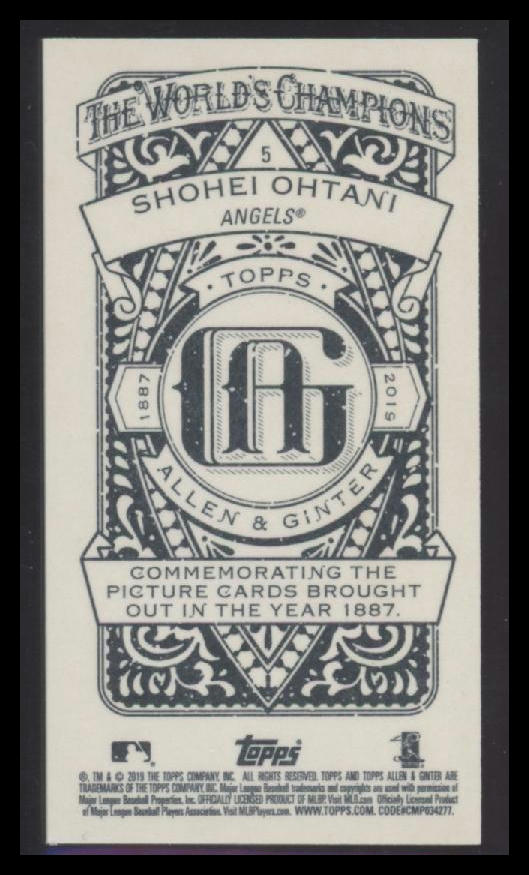 THE WORLD'S CHAMPIONS
5
SHOHEI OHTANI
ANGELS®
· TOPPS ·
AG
1887
2019
ALLEN & GINTER
COMMEMORATING THE
PICTURE CARDS BROUGHT
OUT IN THE YEAR 1887.
topps
®, TM & © 2019 THE TOPPS COMPANY, INC. ALL RIGHTS RESERVED. TOPPS AND TOPPS ALLEN & GINTER ARE
TRADEMARKS OF THE TOPPS COMPANY, INC. Major League Baseball trademarks and copyrights are used with permission of
Major League Baseball Properties, Inc. OFFICIALLY LICENSED PRODUCT OF MLBP. Visit MLB.com Officially Licensed Product
of Major League Baseball Players Association. Visit MLBPlayers.com. WWW.TOPPS.COM. CODE#CMP034277.